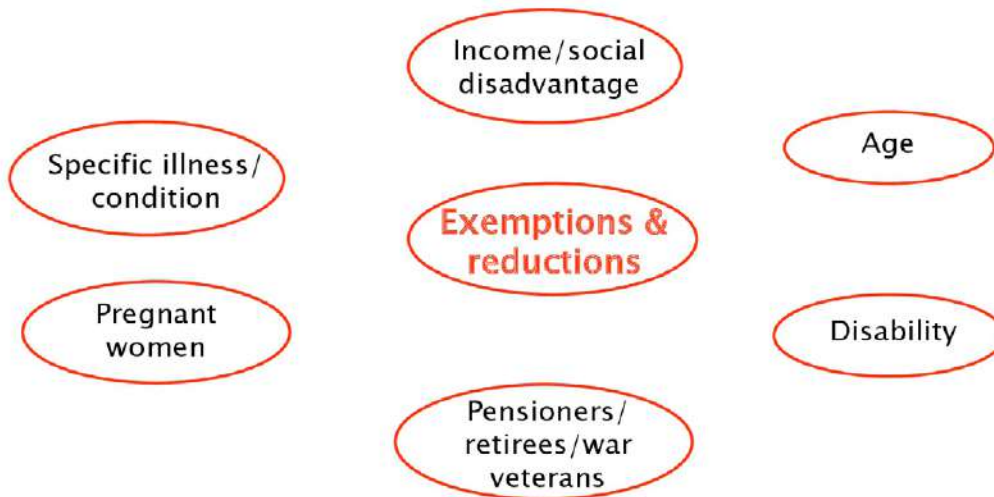 Income/social
disadvantage
Age
Specific illness/
condition
Exemptions &
reductions
Pregnant
women
Disability
Pensioners/
retirees/war
veterans